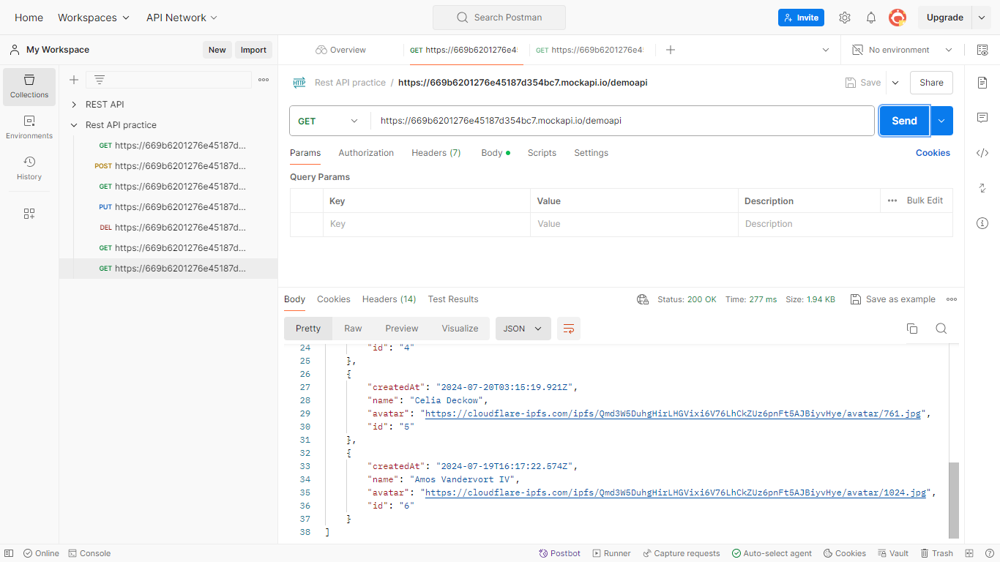 Home Workspaces API Network Search Postman Invite Upgrade
My Workspace New Import Overview GET https://669b6201276e45 GET https://669b6201276e45 No environment
Collections
Environments
History
REST API
Rest API practice
GET https://669b6201276e45187d...
POST https://669b6201276e45187d...
GET https://669b6201276e45187d...
PUT https://669b6201276e45187d...
DEL https://669b6201276e45187d...
GET https://669b6201276e45187d...
GET https://669b6201276e45187d...
HTTP Rest API practice / https://669b6201276e45187d354bc7.mockapi.io/demoapi Save Share
GET https://669b6201276e45187d354bc7.mockapi.io/demoapi Send
Params Authorization Headers (7) Body Scripts Settings Cookies
Query Params
Key Value Description Bulk Edit
Key Value Description
Body Cookies Headers (14) Test Results Status: 200 OK Time: 277 ms Size: 1.94 KB Save as example
Pretty Raw Preview Visualize JSON
24 "id": "4"
25 },
26 {
27 "createdAt": "2024-07-20T03:15:19.921Z",
28 "name": "Celia Deckow",
29 "avatar": "https://cloudflare-ipfs.com/ipfs/Qmd3W5DuhgHirLHGVixi6V76LhCkZUz6pnFt5AJBiyvHye/avatar/761.jpg",
30 "id": "5"
31 },
32 {
33 "createdAt": "2024-07-19T16:17:22.574Z",
34 "name": "Amos Vandervort IV",
35 "avatar": "https://cloudflare-ipfs.com/ipfs/Qmd3W5DuhgHirLHGVixi6V76LhCkZUz6pnFt5AJBiyvHye/avatar/1024.jpg",
36 "id": "6"
37 }
38 ]
Online Console Postbot Runner Capture requests Auto-select agent Cookies Vault Trash